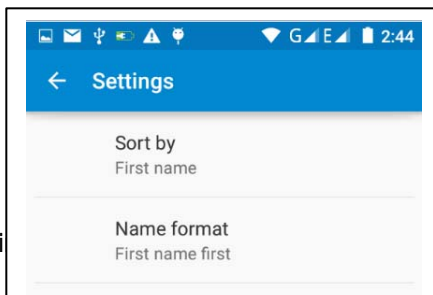 G E 2:44
Settings
Sort by
First name
Name format
i
First name first